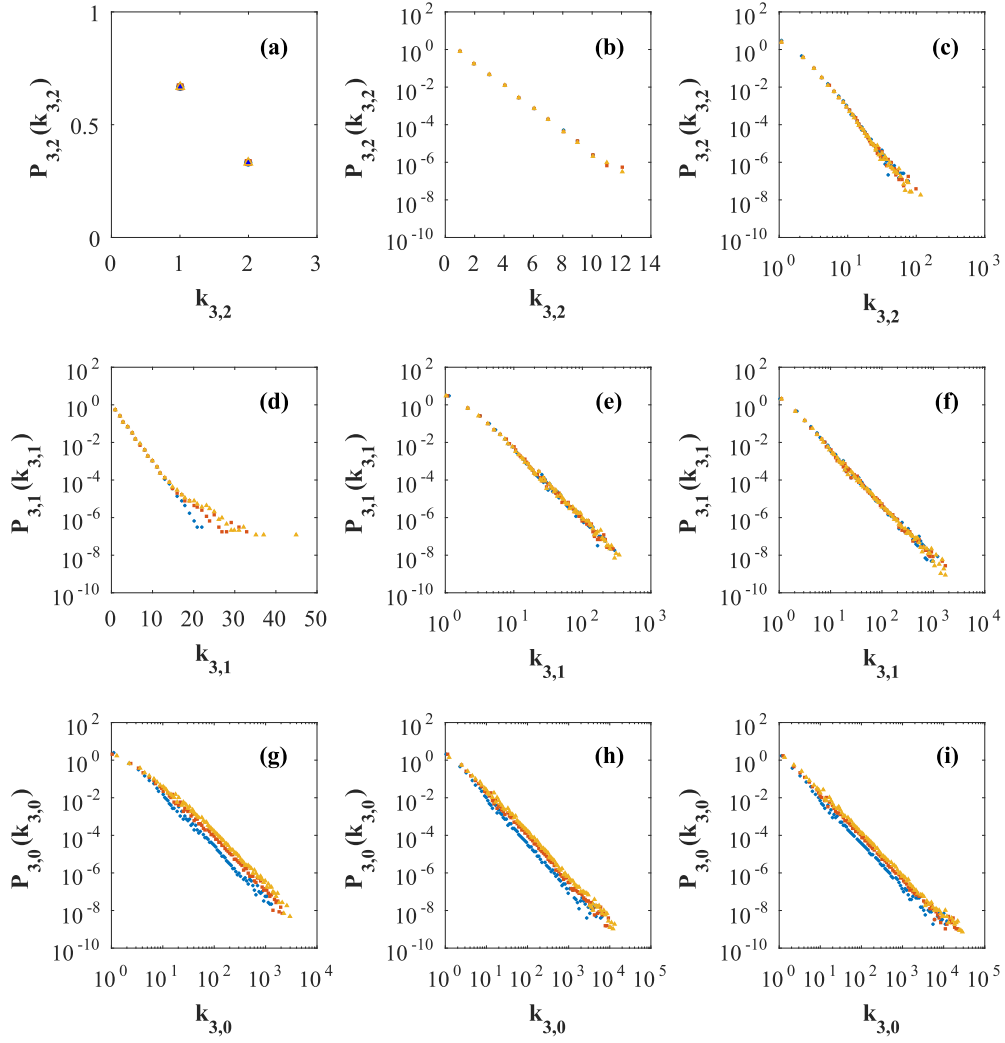 (a)
1
0.5
0
0 1 2 3
P3,2(k3,2)
k3,2
(b)
10^2
10^0
10^-2
10^-4
10^-6
10^-8
10^-10
0 2 4 6 8 10 12 14
P3,2(k3,2)
k3,2
(c)
10^2
10^0
10^-2
10^-4
10^-6
10^-8
10^-10
10^0 10^1 10^2 10^3
P3,2(k3,2)
k3,2
(d)
10^2
10^0
10^-2
10^-4
10^-6
10^-8
10^-10
0 10 20 30 40 50
P3,1(k3,1)
k3,1
(e)
10^2
10^0
10^-2
10^-4
10^-6
10^-8
10^-10
10^0 10^1 10^2 10^3
P3,1(k3,1)
k3,1
(f)
10^2
10^0
10^-2
10^-4
10^-6
10^-8
10^-10
10^0 10^1 10^2 10^3 10^4
P3,1(k3,1)
k3,1
(g)
10^2
10^0
10^-2
10^-4
10^-6
10^-8
10^-10
10^0 10^1 10^2 10^3 10^4
P3,0(k3,0)
k3,0
(h)
10^2
10^0
10^-2
10^-4
10^-6
10^-8
10^-10
10^0 10^1 10^2 10^3 10^4 10^5
P3,0(k3,0)
k3,0
(i)
10^2
10^0
10^-2
10^-4
10^-6
10^-8
10^-10
10^0 10^1 10^2 10^3 10^4 10^5
P3,0(k3,0)
k3,0